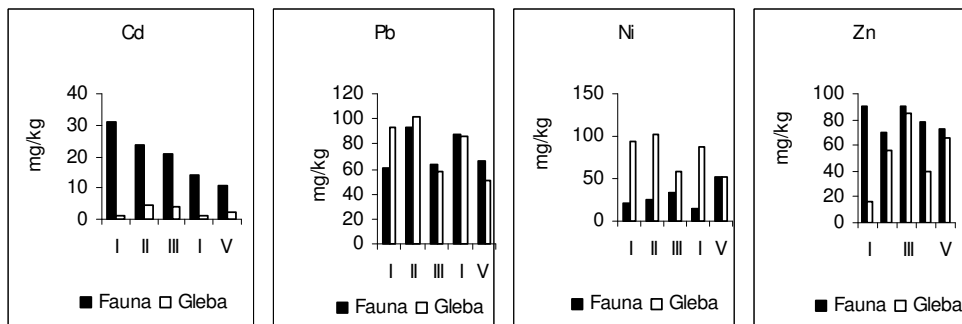 Cd
mg/kg
40
30
20
10
0
I II III I V
Fauna Gleba
Pb
mg/kg
120
100
80
60
40
20
0
I II III I V
Fauna Gleba
Ni
mg/kg
150
100
50
0
I II III I V
Fauna Gleba
Zn
mg/kg
100
80
60
40
20
0
I III V
Fauna Gleba